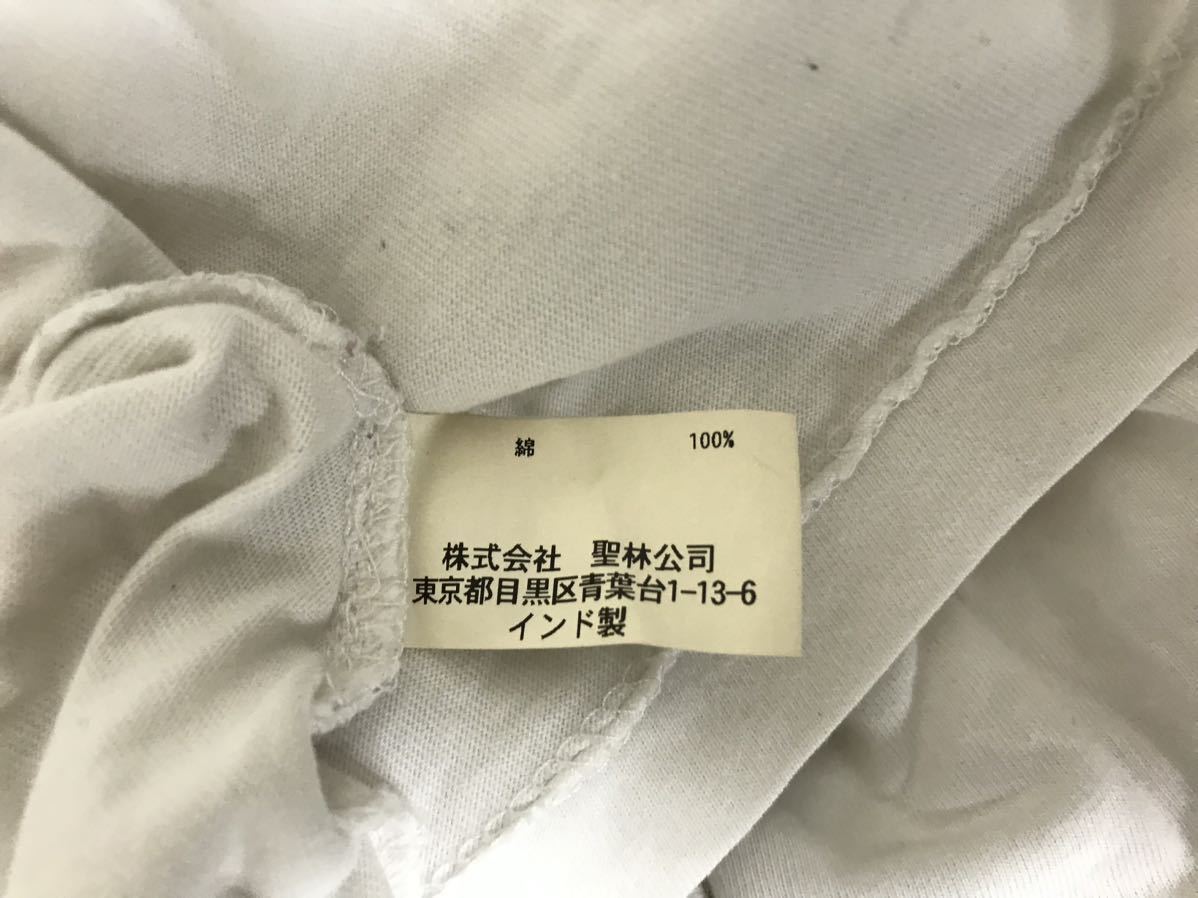 綿 100%
株式会社 聖林公司
東京都目黒区青葉台1-13-6
インド製